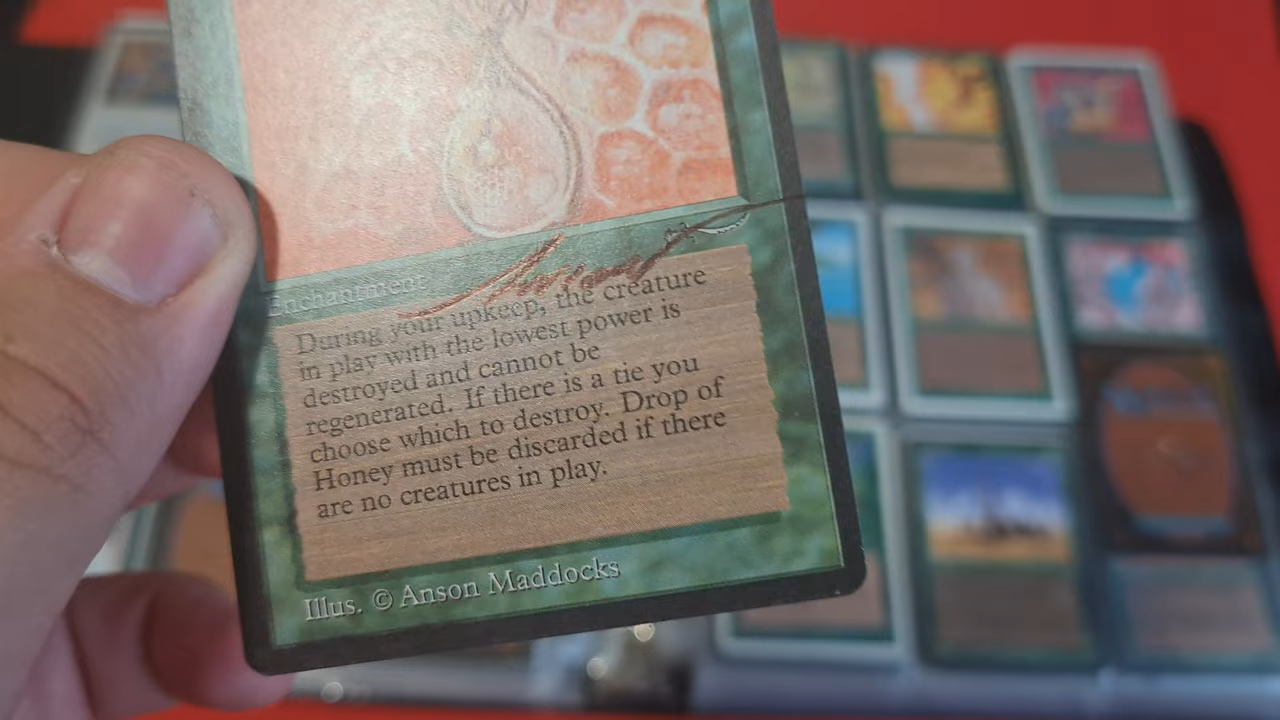 Enchantment
Anson
During your upkeep, the creature
in play with the lowest power is
destroyed and cannot be
regenerated. If there is a tie you
choose which to destroy. Drop of
Honey must be discarded if there
are no creatures in play.
Illus. © Anson Maddocks